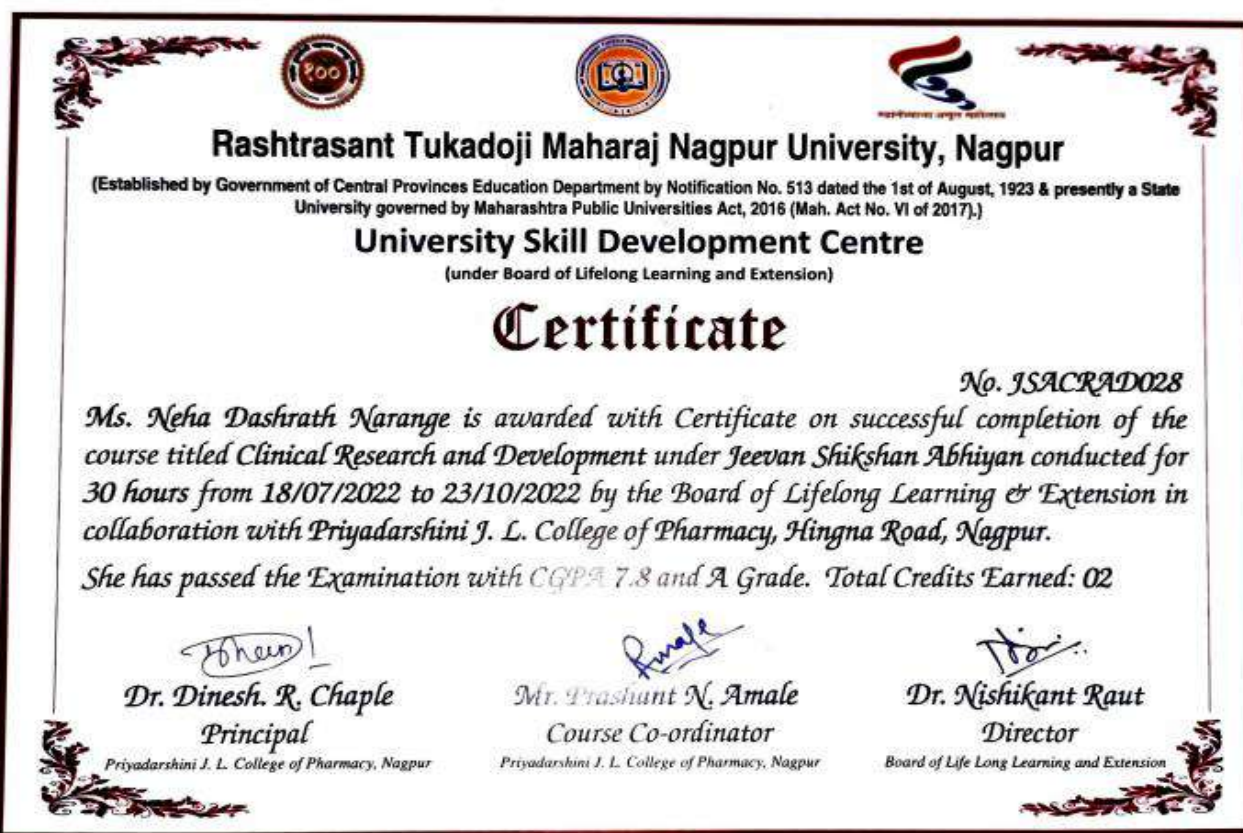 १००
स्वातंत्र्याचा अमृत महोत्सव
Rashtrasant Tukadoji Maharaj Nagpur University, Nagpur
(Established by Government of Central Provinces Education Department by Notification No. 513 dated the 1st of August, 1923 & presently a State
University governed by Maharashtra Public Universities Act, 2016 (Mah. Act No. VI of 2017).)
University Skill Development Centre
(under Board of Lifelong Learning and Extension)
Certificate
No. JSACRAD028
Ms. Neha Dashrath Narange is awarded with Certificate on successful completion of the
course titled Clinical Research and Development under Jeevan Shikshan Abhiyan conducted for
30 hours from 18/07/2022 to 23/10/2022 by the Board of Lifelong Learning & Extension in
collaboration with Priyadarshini J. L. College of Pharmacy, Hingna Road, Nagpur.
She has passed the Examination with CGPA 7.8 and A Grade. Total Credits Earned: 02
Dr. Dinesh. R. Chaple
Mr. Prashant N. Amale
Dr. Nishikant Raut
Principal
Course Co-ordinator
Director
Priyadarshini J. L. College of Pharmacy, Nagpur
Priyadarshini J. L. College of Pharmacy, Nagpur
Board of Life Long Learning and Extension